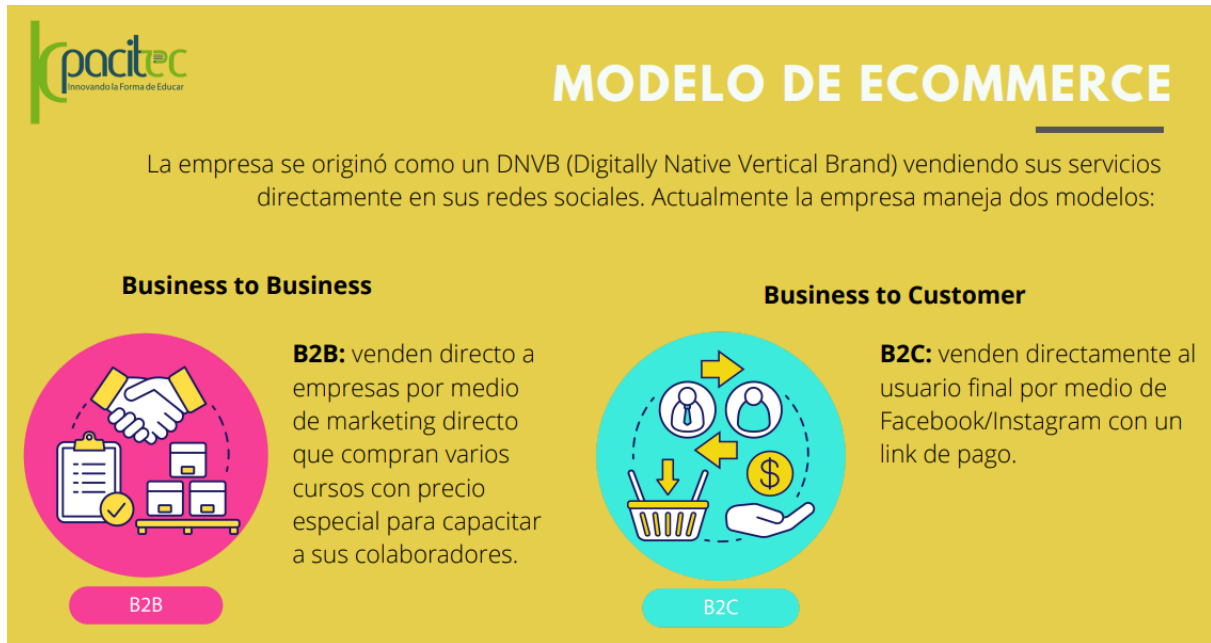 Kpacitec
Innovando la Forma de Educar
MODELO DE ECOMMERCE
La empresa se originó como un DNVB (Digitally Native Vertical Brand) vendiendo sus servicios
directamente en sus redes sociales. Actualmente la empresa maneja dos modelos:
Business to Business
B2B: venden directo a
empresas por medio
de marketing directo
que compran varios
cursos con precio
especial para capacitar
a sus colaboradores.
B2B
Business to Customer
B2C: venden directamente al
usuario final por medio de
Facebook/Instagram con un
link de pago.
$
B2C